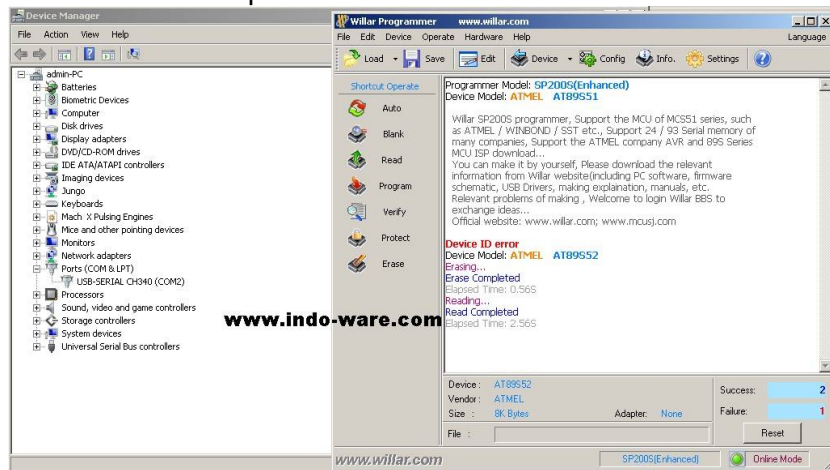 Device Manager
File Action View Help
admin-PC
Batteries
Biometric Devices
Computer
Disk drives
Display adapters
DVD/CD-ROM drives
IDE ATA/ATAPI controllers
Imaging devices
Jungo
Keyboards
Mach X Pulsing Engines
Mice and other pointing devices
Monitors
Network adapters
Ports (COM & LPT)
USB-SERIAL CH340 (COM2)
Processors
Sound, video and game controllers
Storage controllers
System devices
Universal Serial Bus controllers
www.indo-ware.com
Willar Programmer www.willar.com
File Edit Device Operate Hardware Help Language
Load Save Edit Device Config Info. Settings
Shortcut Operate
Auto
Blank
Read
Program
Verify
Protect
Erase
Programmer Model: SP200S(Enhanced)
Device Model: ATMEL AT89S51
Willar SP200S programmer, Support the MCU of MCS51 series, such
as ATMEL / WINBOND / SST etc., Support 24 / 93 Serial memory of
many companies, Support the ATMEL company AVR and 89S Series
MCU ISP download...
You can make it by yourself, Please download the relevant
information from Willar website(including PC software, firmware
schematic, USB Drivers, making explaination, manuals, etc.
Relevant problems of making , Welcome to login Willar BBS to
exchange ideas...
Official website: www.willar.com; www.mcusj.com
Device ID error
Device Model: ATMEL AT89S52
Erasing...
Erase Completed
Elapsed Time: 0.56S
Reading...
Read Completed
Elapsed Time: 2.56S
Device : AT89S52
Vendor : ATMEL
Size : 8K Bytes Adapter: None
File :
Success: 2
Failure: 1
Reset
www.willar.com
SP200S(Enhanced) Online Mode